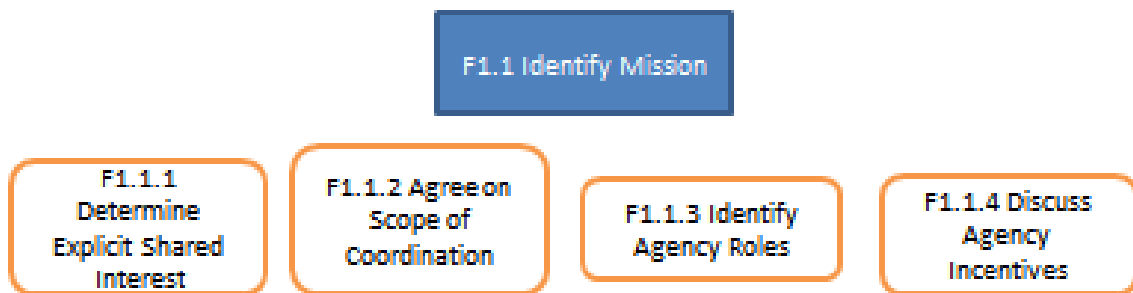 F1.1 Identify Mission
F1.1.1
Determine
Explicit Shared
Interest
F1.1.2 Agree on
Scope of
Coordination
F1.1.3 Identify
Agency Roles
F1.1.4 Discuss
Agency
Incentives